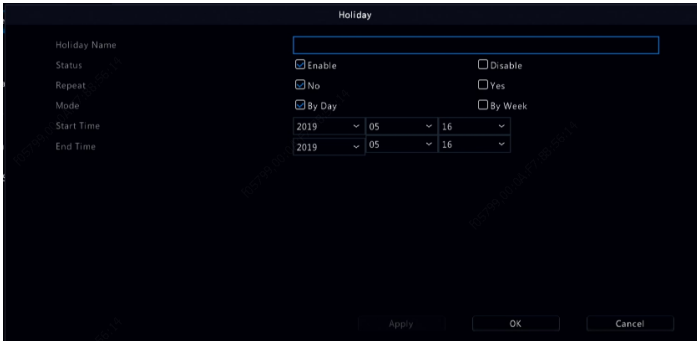 Holiday
Holiday Name
Status Enable Disable
Repeat No Yes
Mode By Day By Week
Start Time 2019 05 16
End Time 2019 05 16
Apply OK Cancel